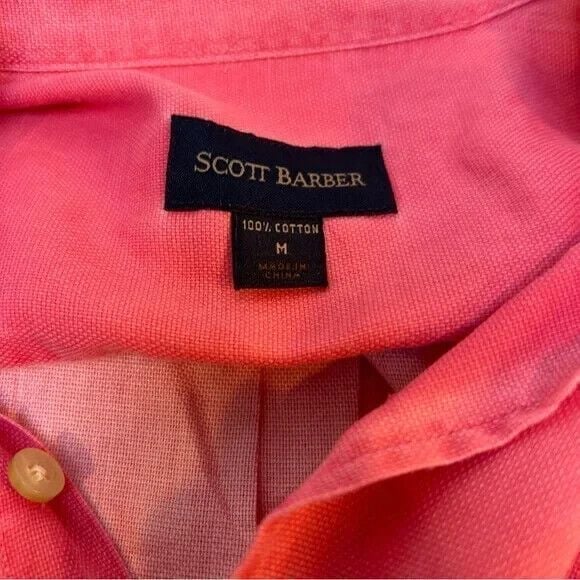 SCOTT BARBER
100% COTTON
M
MADE IN
CHINA